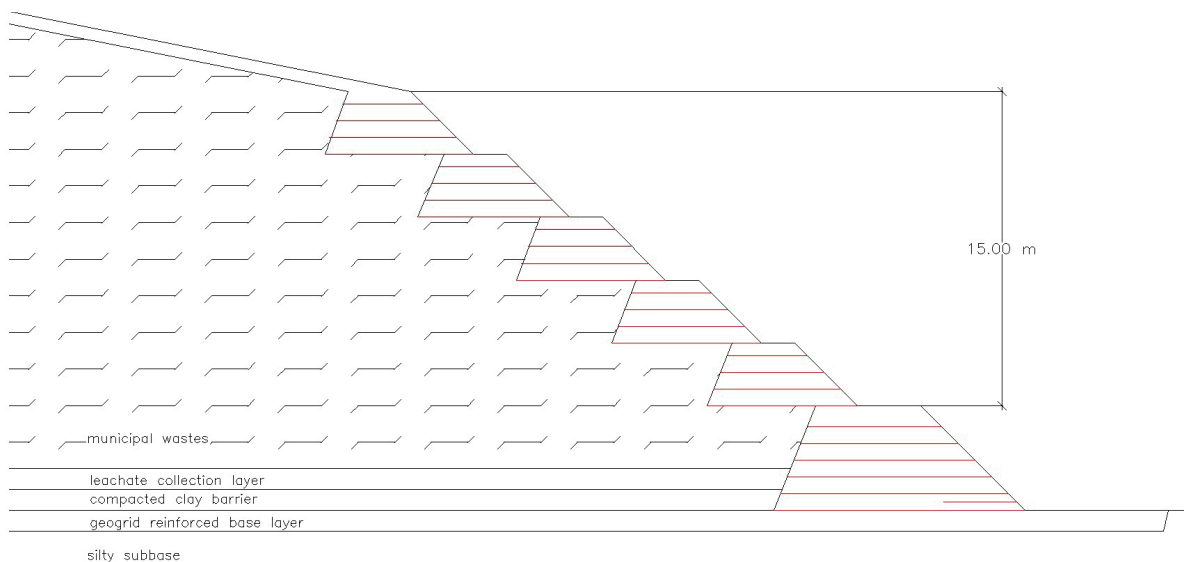 15.00 m
municipal wastes
leachate collection layer
compacted clay barrier
geogrid reinforced base layer
silty subbase